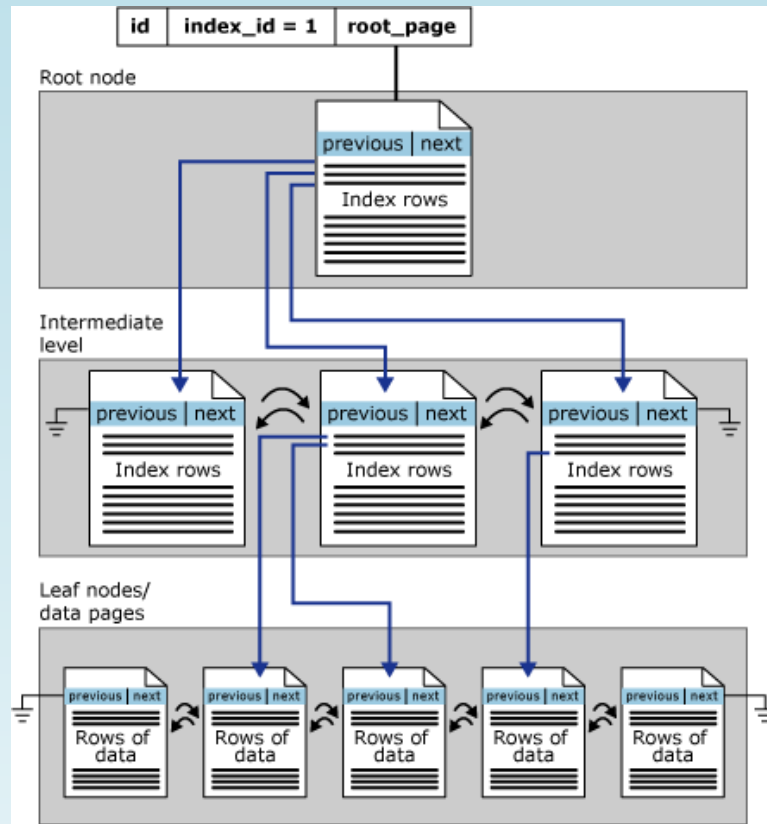 id index_id = 1 root_page
Root node
previous next
Index rows
Intermediate
level
previous next previous next previous next
Index rows Index rows Index rows
Leaf nodes/
data pages
previous next previous next previous next previous next previous next
Rows of Rows of Rows of Rows of Rows of
data data data data data